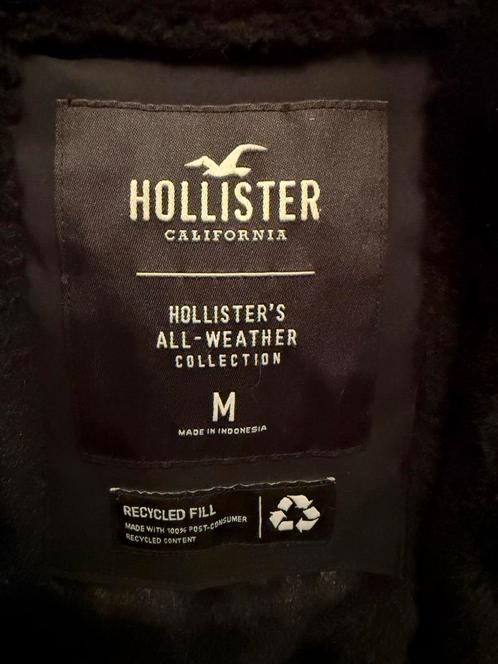 HOLLISTER
CALIFORNIA
HOLLISTER'S
ALL-WEATHER
COLLECTION
M
MADE IN INDONESIA
RECYCLED FILL
MADE WITH 100% POST-CONSUMER
RECYCLED CONTENT